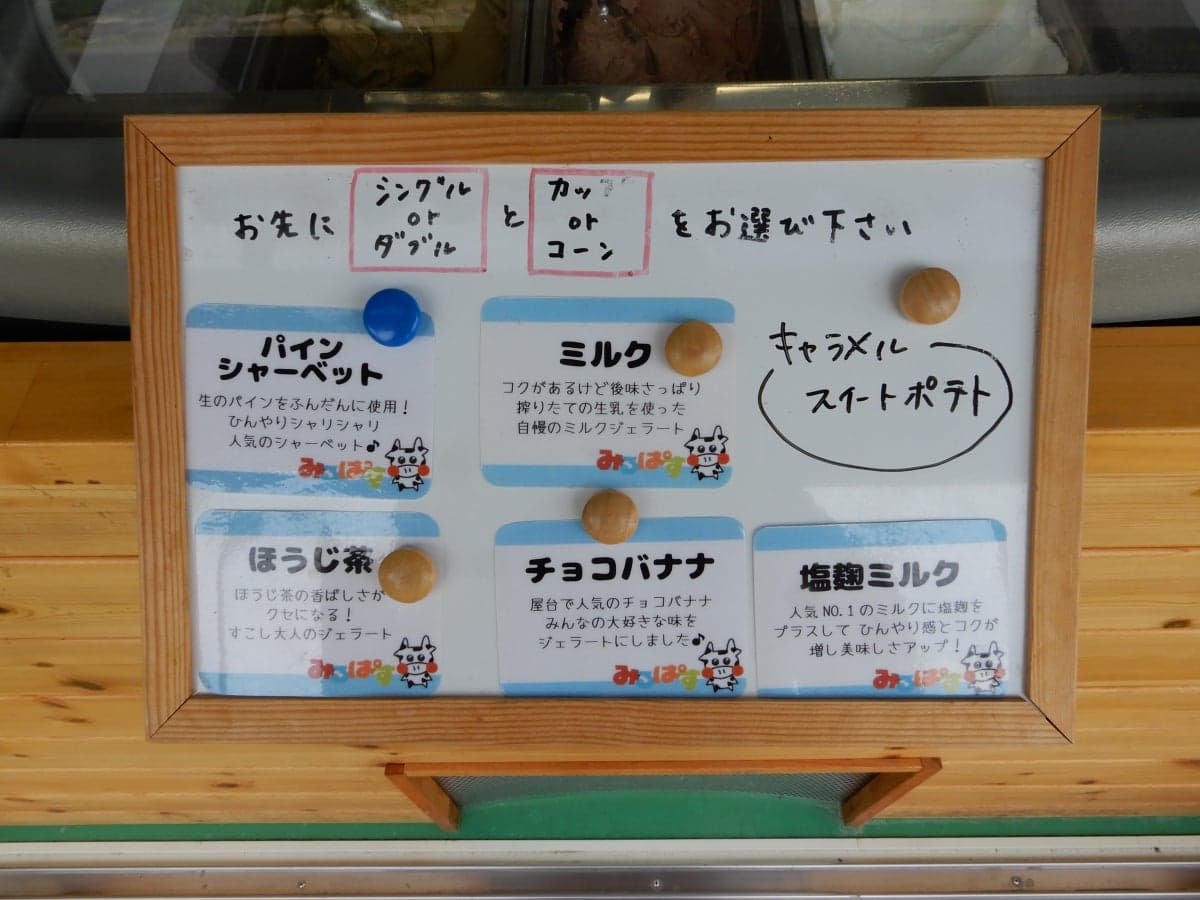 お先に シングル or ダブル と カップ or コーン をお選び下さい
パイン
シャーベット
生のパインをふんだんに使用！
ひんやりシャリシャリ
人気のシャーベット♪
みるぱす
ミルク
コクがあるけど後味さっぱり
搾りたての生乳を使った
自慢のミルクジェラート
みるぱす
キャラメル
スイートポテト
ほうじ茶
ほうじ茶の香ばしさが
クセになる！
すこし大人のジェラート
みるぱす
チョコバナナ
屋台で人気のチョコバナナ
みんなの大好きな味を
ジェラートにしました♪
みるぱす
塩麹ミルク
人気NO.1のミルクに塩麹を
プラスして ひんやり感とコクが
増し美味しさアップ！
みるぱす